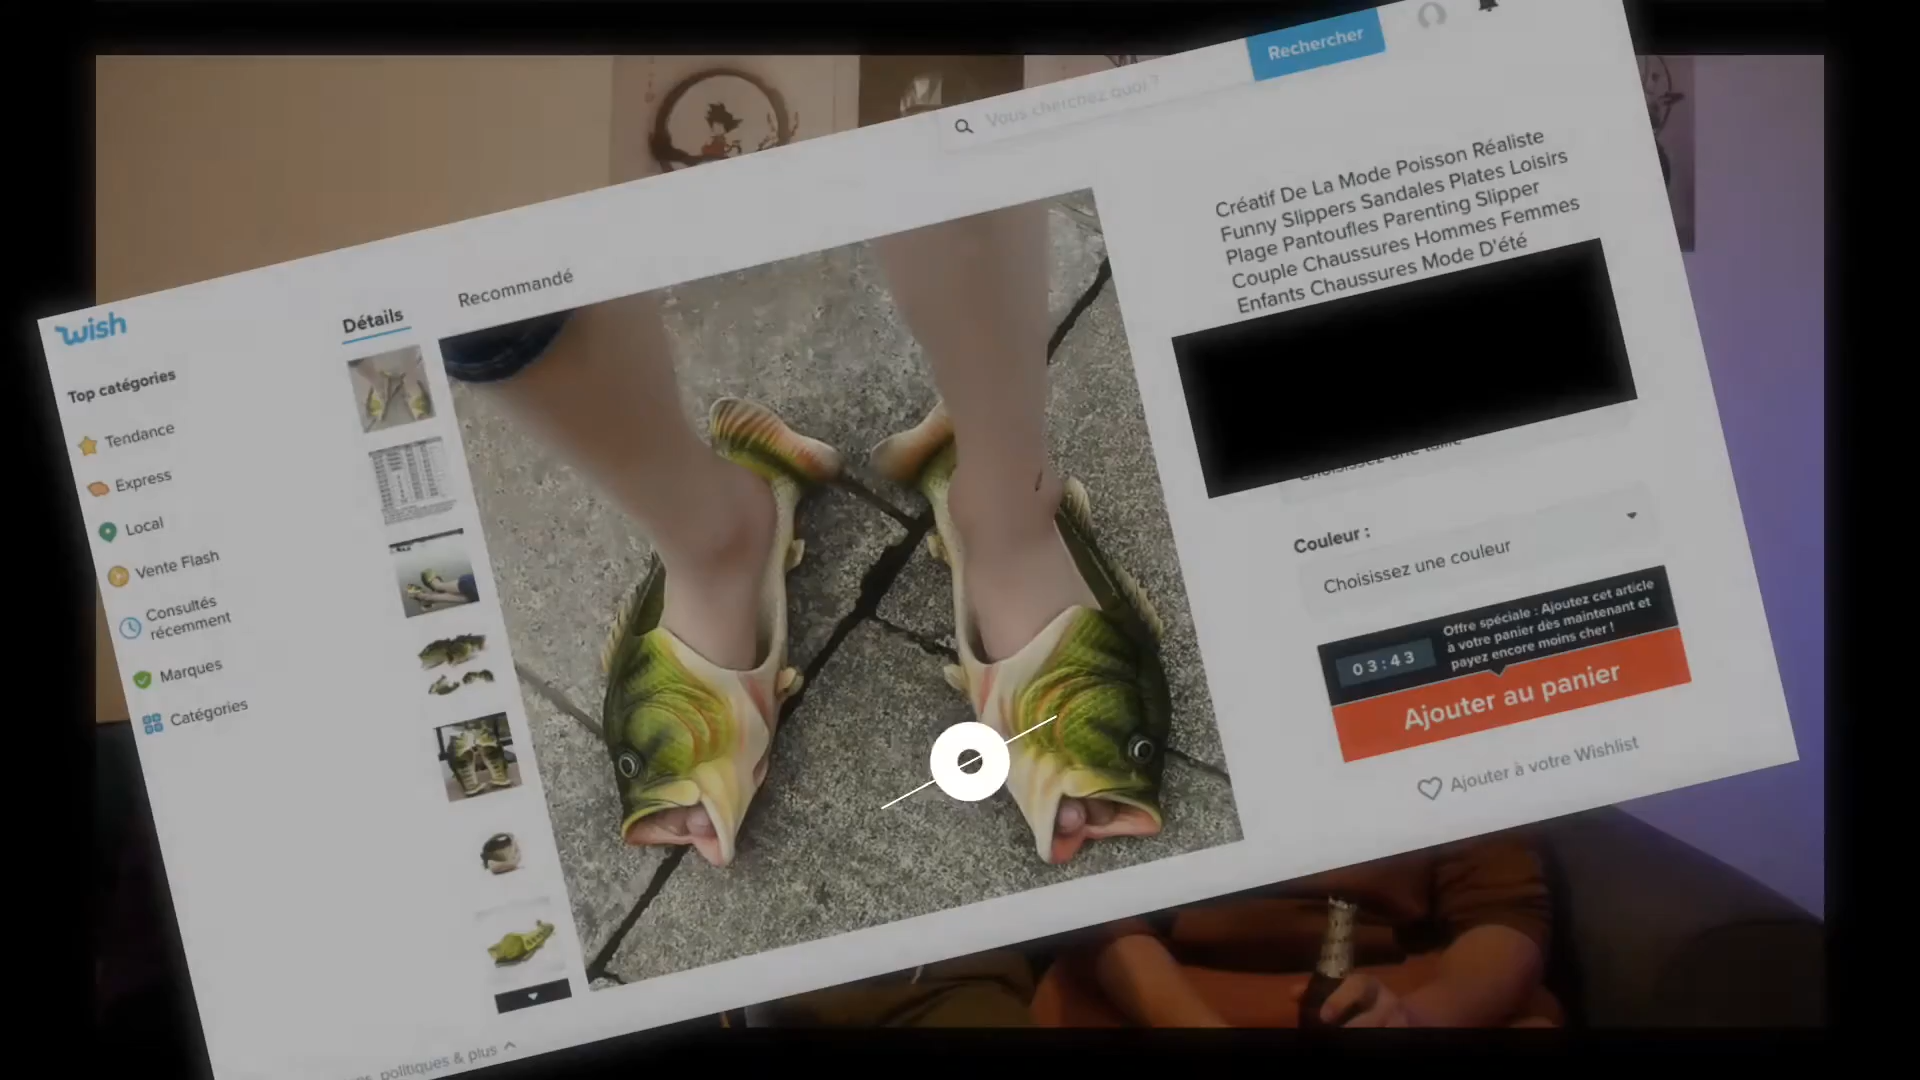 Rechercher
Vous cherchez quoi ?
wish
Top catégories
Tendance
Express
Local
Vente Flash
Consultés
récemment
Marques
Catégories
Détails
Recommandé
Créatif De La Mode Poisson Réaliste
Funny Slippers Sandales Plates Loisirs
Plage Pantoufles Parenting Slipper
Couple Chaussures Hommes Femmes
Enfants Chaussures Mode D'été
Couleur :
Choisissez une couleur
03:43
Offre spéciale : Ajoutez cet article
à votre panier dès maintenant et
payez encore moins cher !
Ajouter au panier
Ajouter à votre Wishlist
politiques & plus